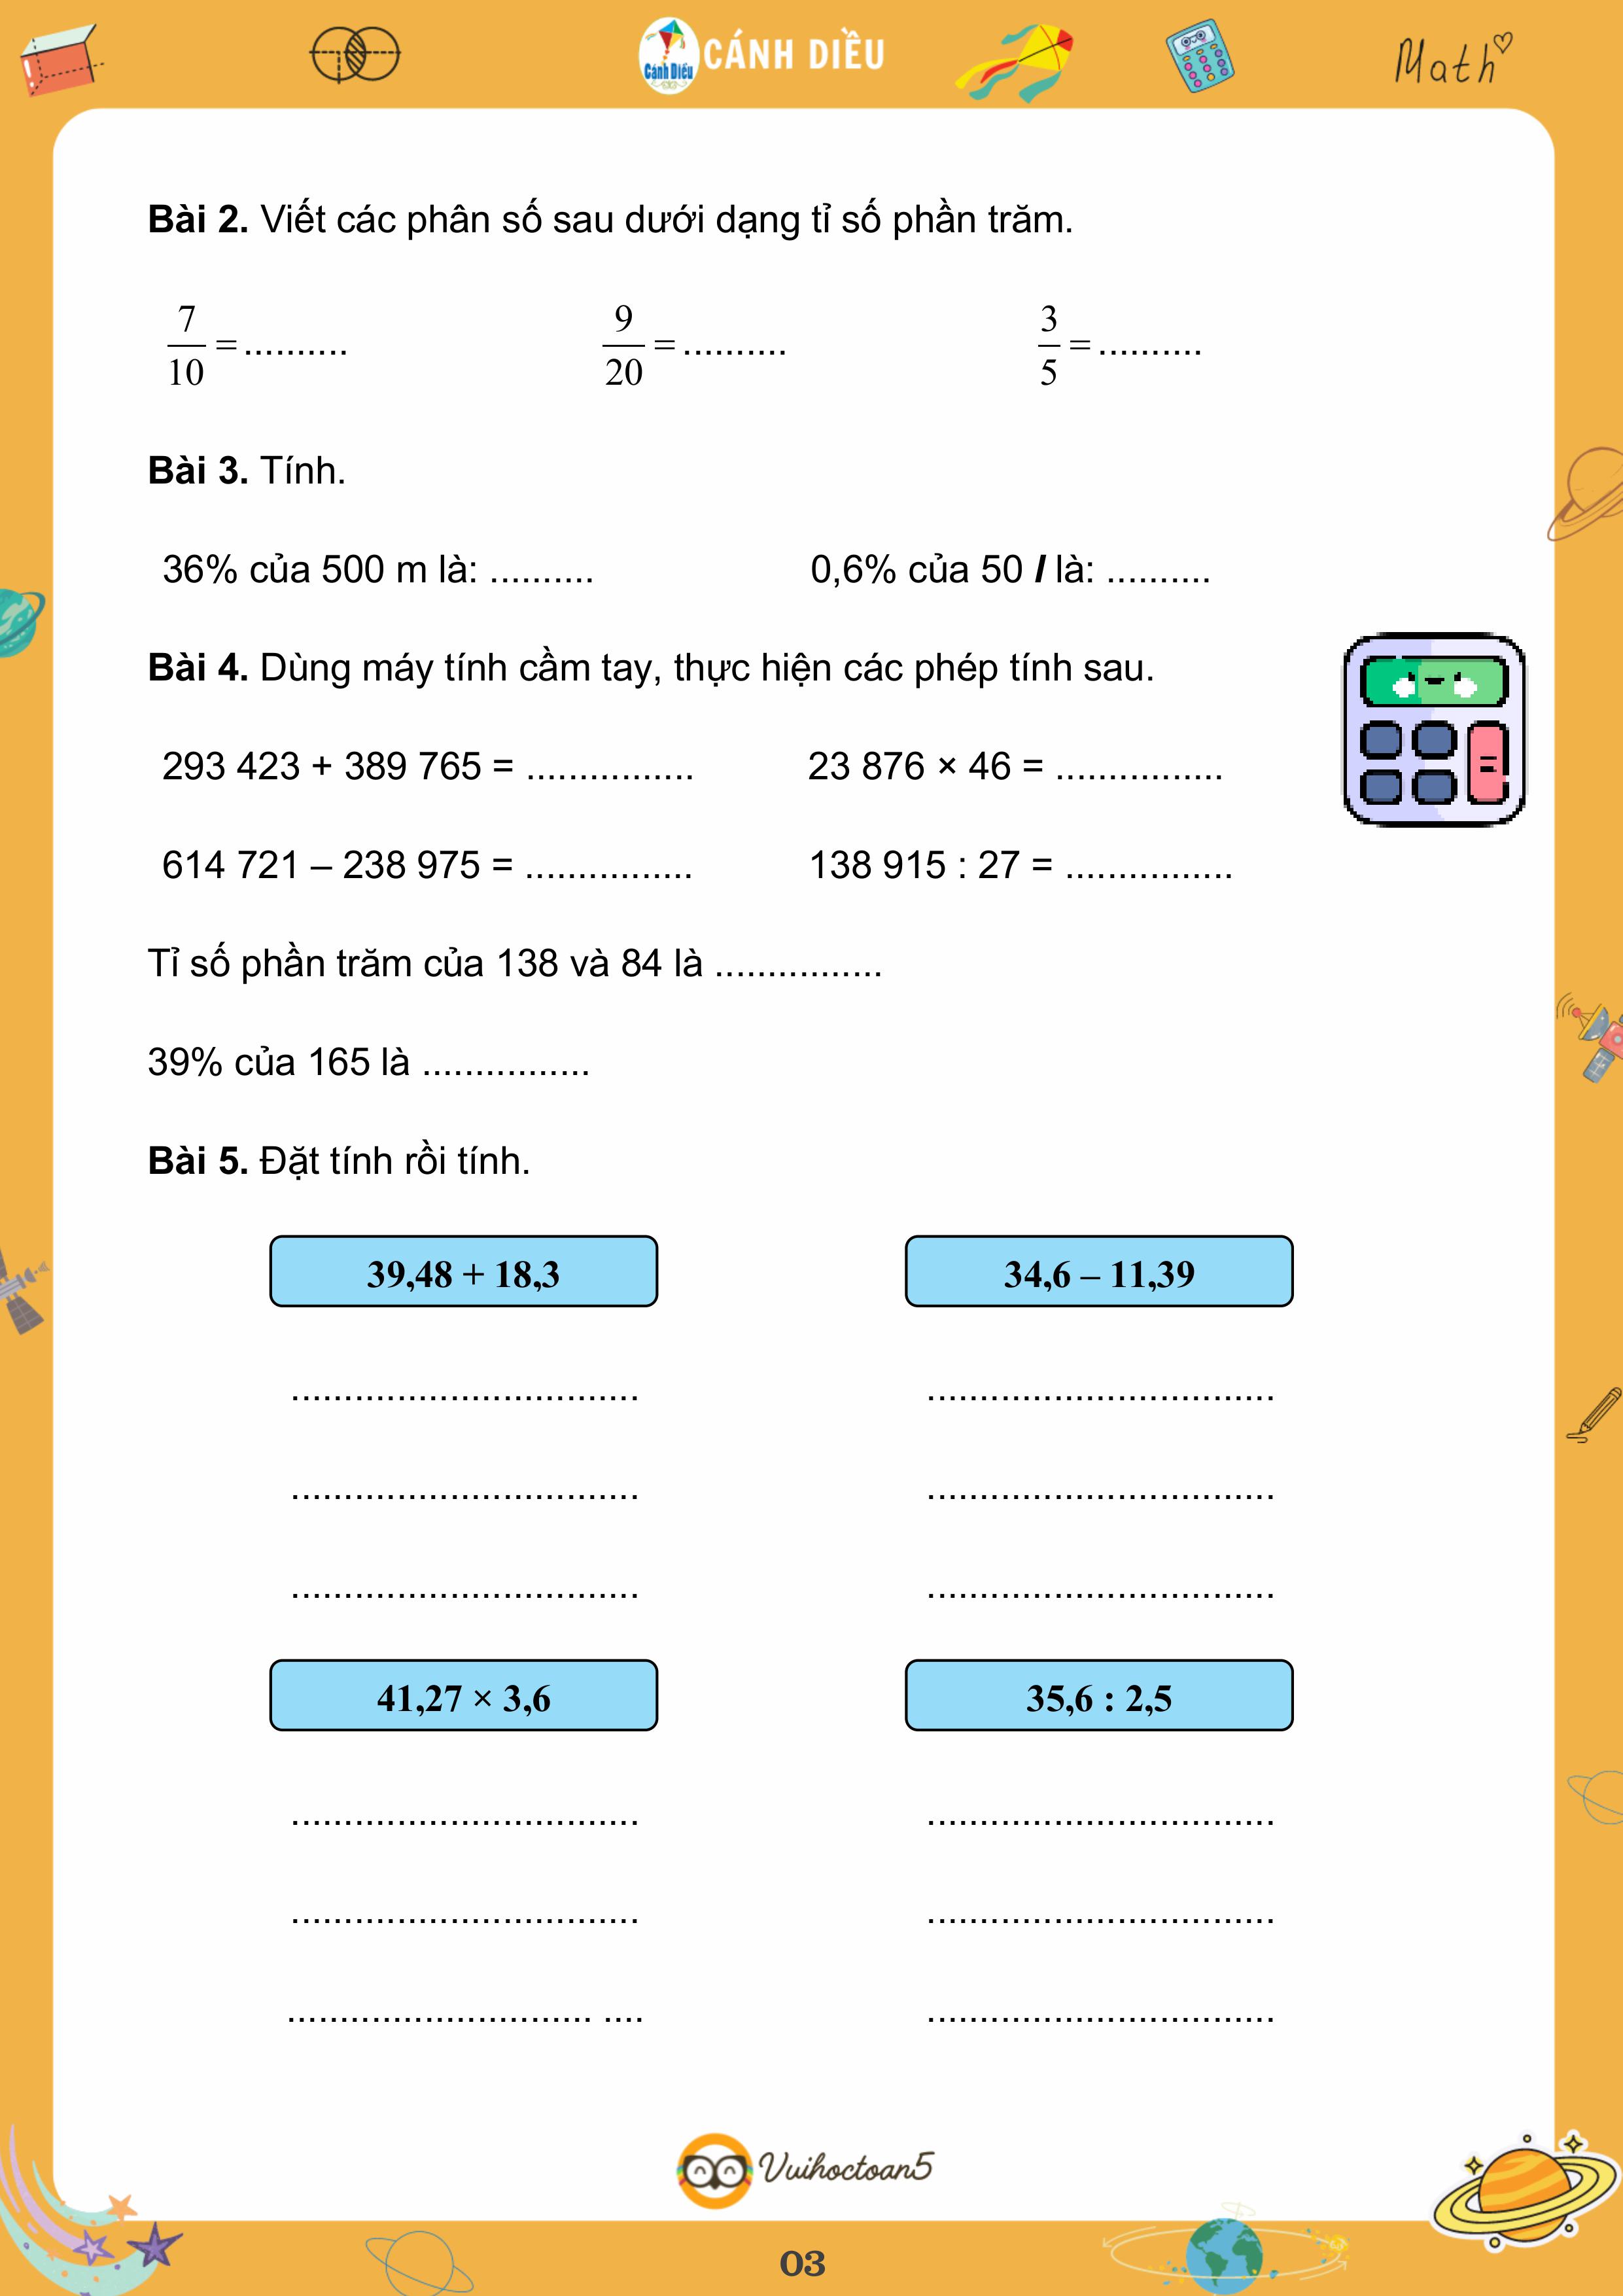 Cánh Diều CÁNH DIỀU Math
Bài 2. Viết các phân số sau dưới dạng tỉ số phần trăm.
7/10 = .......... 9/20 = .......... 3/5 = ..........
Bài 3. Tính.
36% của 500 m là: .......... 0,6% của 50 l là: ..........
Bài 4. Dùng máy tính cầm tay, thực hiện các phép tính sau.
293 423 + 389 765 = ................ 23 876 × 46 = ................
614 721 – 238 975 = ................ 138 915 : 27 = ................
Tỉ số phần trăm của 138 và 84 là ................
39% của 165 là ................
Bài 5. Đặt tính rồi tính.
39,48 + 18,3 34,6 – 11,39
................................. .................................
................................. .................................
................................. .................................
41,27 × 3,6 35,6 : 2,5
................................. .................................
................................. .................................
............................. .... .................................
Vuihoctoan5
03